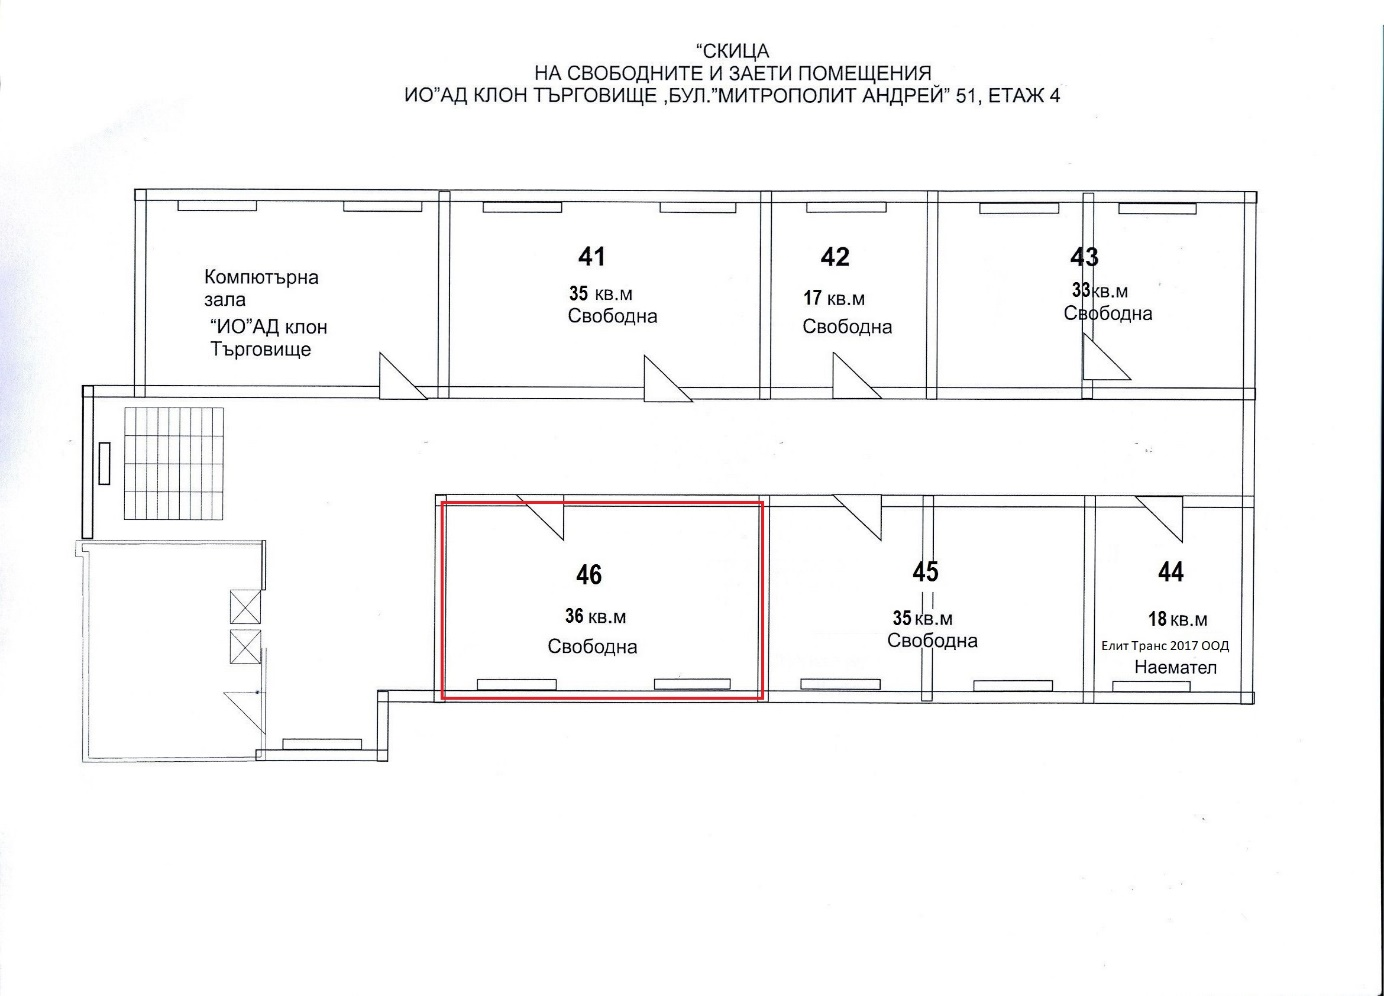 “СКИЦА
НА СВОБОДНИТЕ И ЗАЕТИ ПОМЕЩЕНИЯ
ИО”АД КЛОН ТЪРГОВИЩЕ ,БУЛ.”МИТРОПОЛИТ АНДРЕЙ” 51, ЕТАЖ 4
Компютърна
зала
“ИО”АД клон
Търговище
41
35 кв.м
Свободна
42
17 кв.м
Свободна
43
33кв.м
Свободна
46
36 кв.м
Свободна
45
35 кв.м
Свободна
44
18 кв.м
Елит Транс 2017 ООД
Наемател